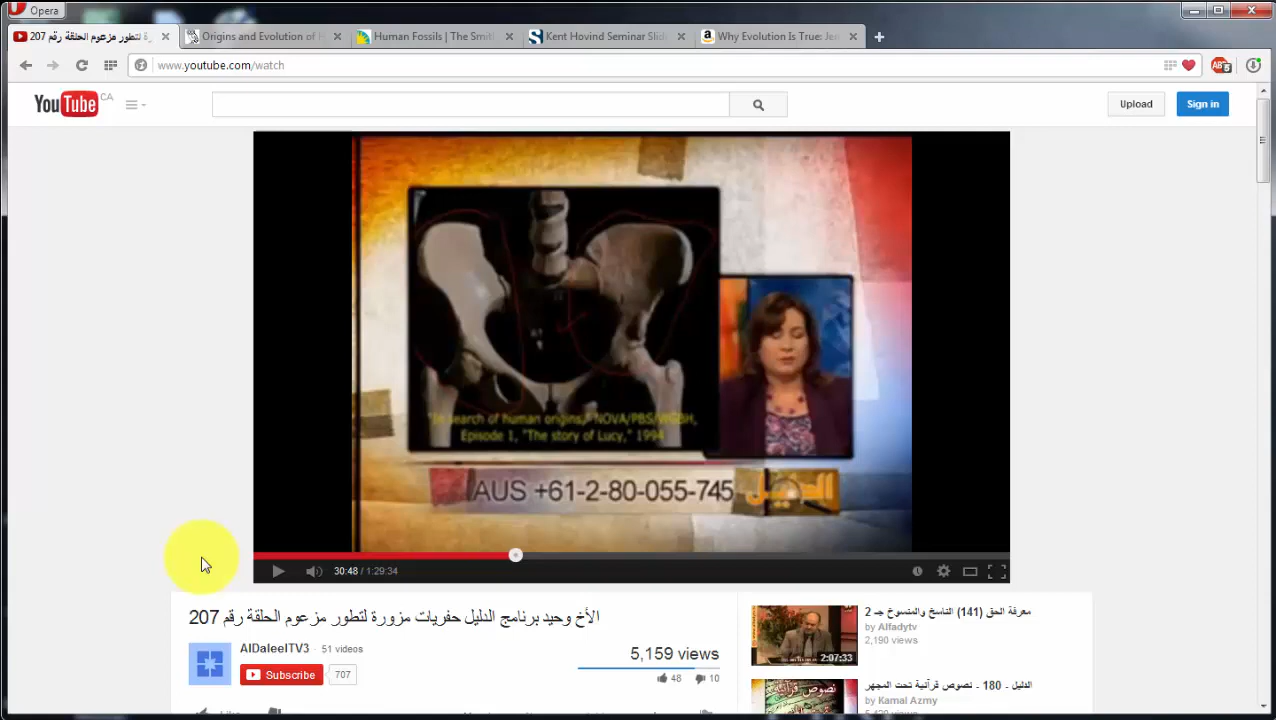 Opera
207 مزعوم الحلقة رقم
Origins and Evolution of H
Human Fossils | The Smit
Kent Hovind Seminar Slid
Why Evolution Is True: Je
www.youtube.com/watch
YouTube CA
Upload
Sign in
"In search of human origins," NOVA/PBS/WGBH,
Episode 1, "The story of Lucy," 1994
AUS +61-2-80-055-745
الدليل
30:48 / 1:29:34
الأخ وحيد برنامج الدليل حفريات مزورة لتطور مزعوم الحلقة رقم 207
AlDaleelTV3 · 51 videos
Subscribe 707
5,159 views
48 10
معرفة الحق (141) الناسخ والمنسوخ جـ 2
by Alfadytv
2,190 views
2:07:33
الدليل - 180 - نصوص قرآنية تحت المجهر
by Kamal Azmy
نصوص قرآنية